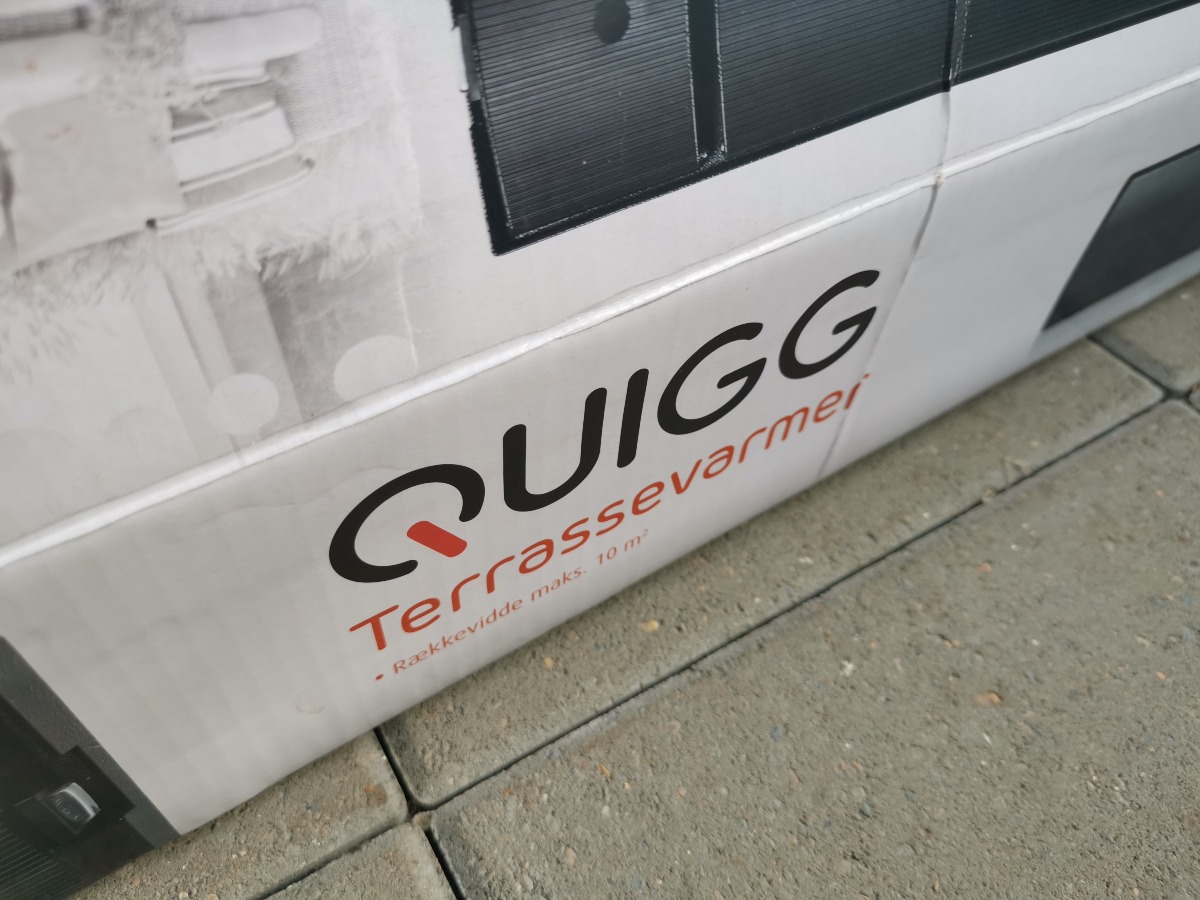 QUIGG
Terrassevarmer
• Rækkevidde maks. 10 m²